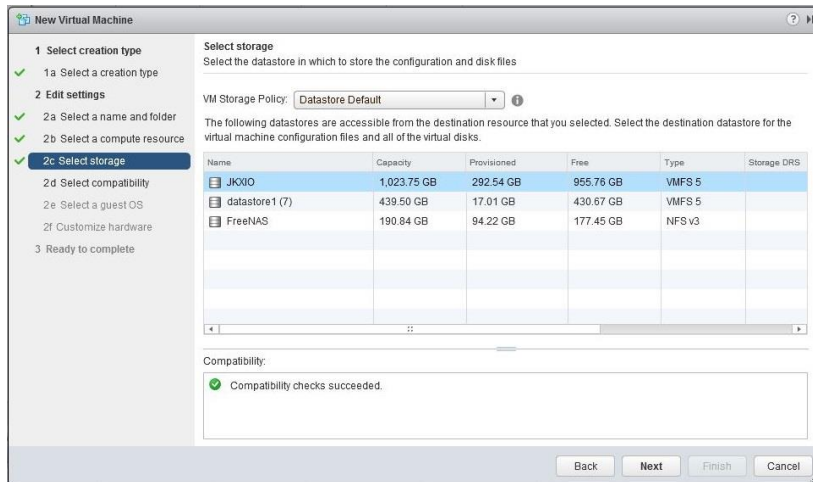 New Virtual Machine
1 Select creation type
1a Select a creation type
2 Edit settings
2a Select a name and folder
2b Select a compute resource
2c Select storage
2d Select compatibility
2e Select a guest OS
2f Customize hardware
3 Ready to complete
Select storage
Select the datastore in which to store the configuration and disk files
VM Storage Policy: Datastore Default
The following datastores are accessible from the destination resource that you selected. Select the destination datastore for the
virtual machine configuration files and all of the virtual disks.
Name Capacity Provisioned Free Type Storage DRS
JKXIO 1,023.75 GB 292.54 GB 955.76 GB VMFS 5
datastore1 (7) 439.50 GB 17.01 GB 430.67 GB VMFS 5
FreeNAS 190.84 GB 94.22 GB 177.45 GB NFS v3
Compatibility:
Compatibility checks succeeded.
Back Next Finish Cancel